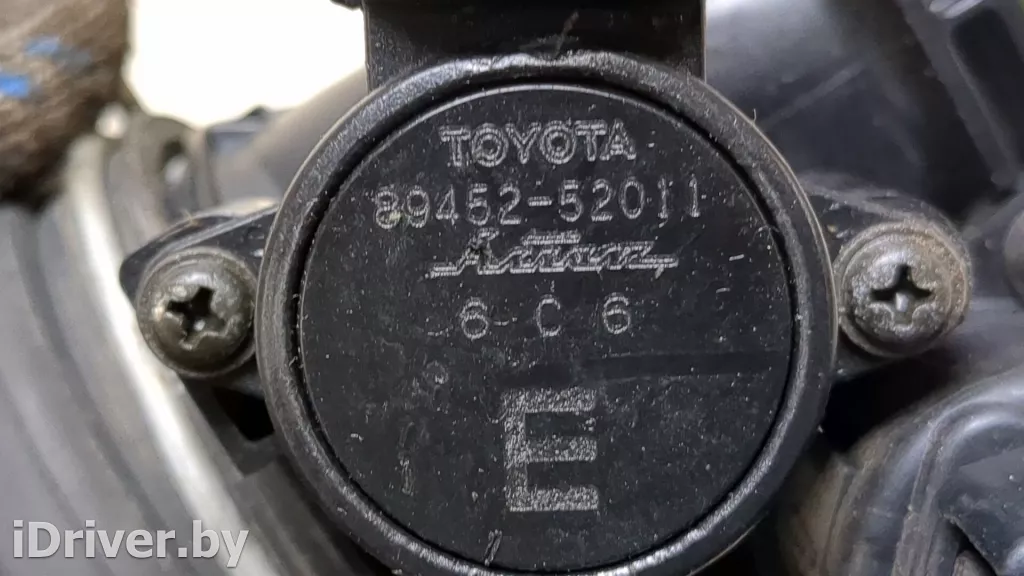 TOYOTA
89452-52011
6 C 6
E
iDriver.by